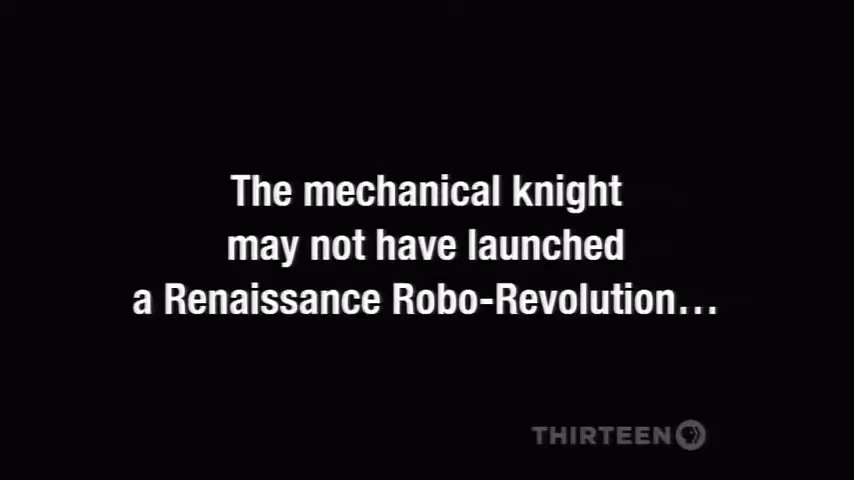 The mechanical knight
may not have launched
a Renaissance Robo-Revolution...
THIRTEEN